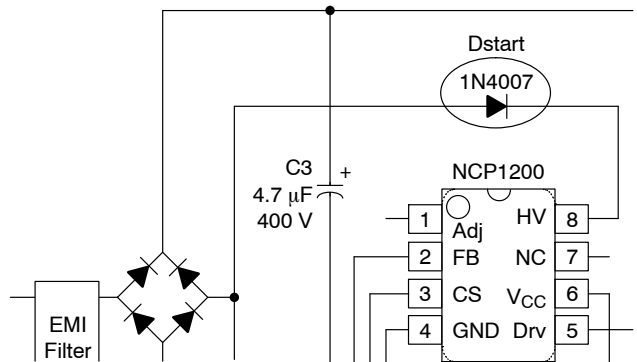 Dstart
1N4007
C3
+
4.7 μF
400 V
NCP1200
1
Adj
HV
8
2
FB
NC
7
3
CS
VCC
6
4
GND
Drv
5
EMI
Filter